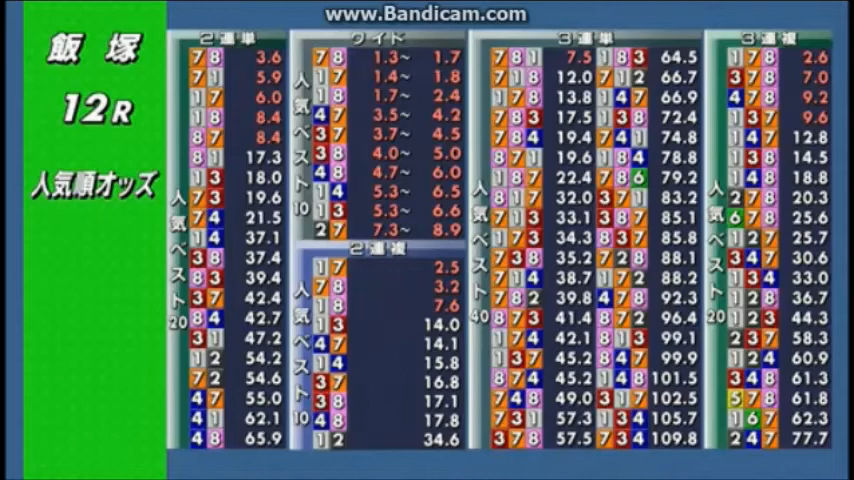 www.Bandicam.com
飯塚
12R
人気順オッズ
2連単
人気ベスト20
7 8 3.6
7 1 5.9
1 7 6.0
1 8 8.4
8 7 8.4
8 1 17.3
1 3 18.0
7 3 19.6
7 4 21.5
1 4 37.1
3 8 37.4
8 3 39.4
3 7 42.4
8 4 42.7
3 1 47.2
1 2 54.2
7 2 54.6
4 7 55.0
4 1 62.1
4 8 65.9
ワイド
人気ベスト10
7 8 1.3~ 1.7
1 7 1.4~ 1.8
1 8 1.7~ 2.4
4 7 3.5~ 4.2
3 7 3.7~ 4.5
3 8 4.0~ 5.0
4 8 4.7~ 6.0
1 4 5.3~ 6.5
1 3 5.3~ 6.6
2 7 7.3~ 8.9
2連複
人気ベスト10
1 7 2.5
7 8 3.2
1 8 7.6
1 3 14.0
4 7 14.1
1 4 15.8
3 7 16.8
3 8 17.1
4 8 17.8
1 2 34.6
3連単
人気ベスト40
7 8 1 7.5 1 8 3 64.5
7 1 8 12.0 7 1 2 66.7
1 7 8 13.8 1 4 7 66.9
7 8 3 17.5 1 3 8 72.4
7 8 4 19.4 7 4 1 74.8
8 7 1 19.6 1 8 4 78.8
1 8 7 22.4 7 8 6 79.2
8 1 7 32.0 3 7 1 83.2
7 1 3 33.1 3 8 7 85.1
1 7 3 34.3 8 3 7 85.8
7 3 8 35.2 7 2 8 88.1
7 1 4 38.7 1 7 2 88.2
7 8 2 39.8 4 7 8 92.3
8 7 3 41.4 8 7 2 96.4
1 7 4 42.1 8 1 3 99.1
1 3 7 45.2 8 4 7 99.9
8 7 4 45.2 1 4 8 101.5
7 4 8 49.0 3 1 7 102.5
7 3 1 57.3 1 3 4 105.7
3 7 8 57.5 7 3 4 109.8
3連複
人気ベスト20
1 7 8 2.6
3 7 8 7.0
4 7 8 9.2
1 3 7 9.6
1 4 7 12.8
1 3 8 14.5
1 4 8 18.8
2 7 8 20.3
6 7 8 25.6
1 2 7 25.7
3 4 7 30.6
1 3 4 33.0
1 2 8 36.7
1 2 3 44.3
2 3 7 58.3
1 2 4 60.9
3 4 8 61.3
5 7 8 61.8
1 6 7 62.3
2 4 7 77.7